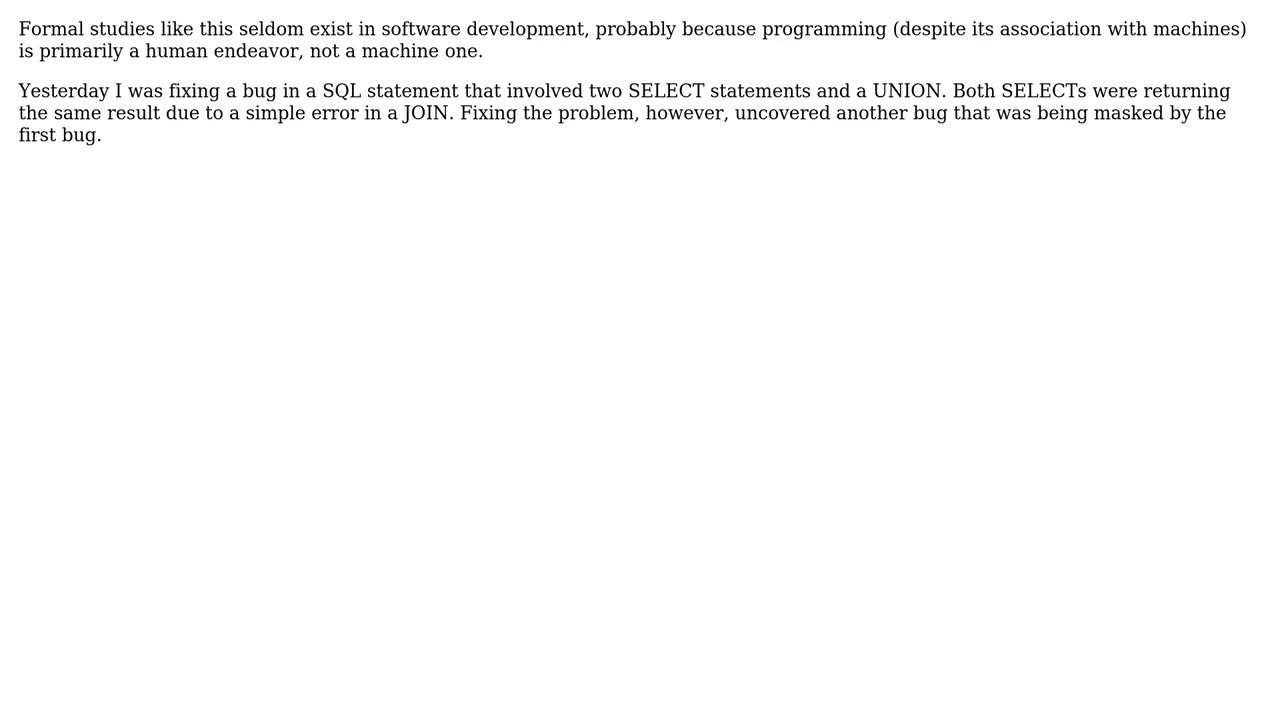 Formal studies like this seldom exist in software development, probably because programming (despite its association with machines)
is primarily a human endeavor, not a machine one.
Yesterday I was fixing a bug in a SQL statement that involved two SELECT statements and a UNION. Both SELECTs were returning
the same result due to a simple error in a JOIN. Fixing the problem, however, uncovered another bug that was being masked by the
first bug.